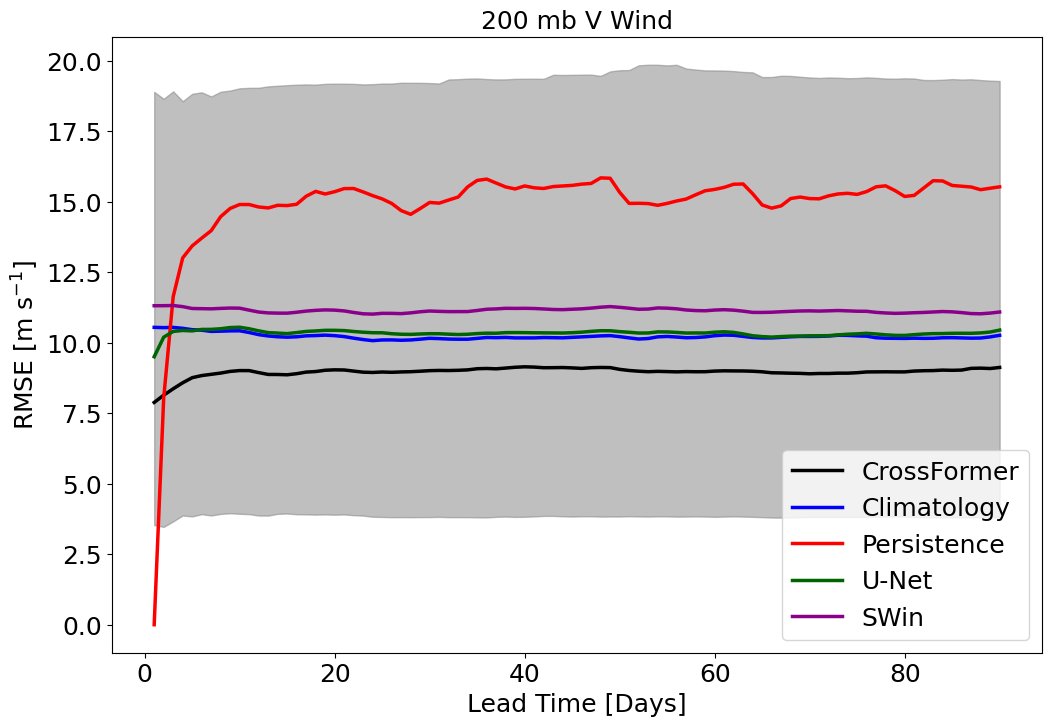 200 mb V Wind
20.0
17.5
15.0
12.5
10.0
7.5
5.0
2.5
0.0
RMSE [m s⁻¹]
0 20 40 60 80
Lead Time [Days]
CrossFormer
Climatology
Persistence
U-Net
SWin